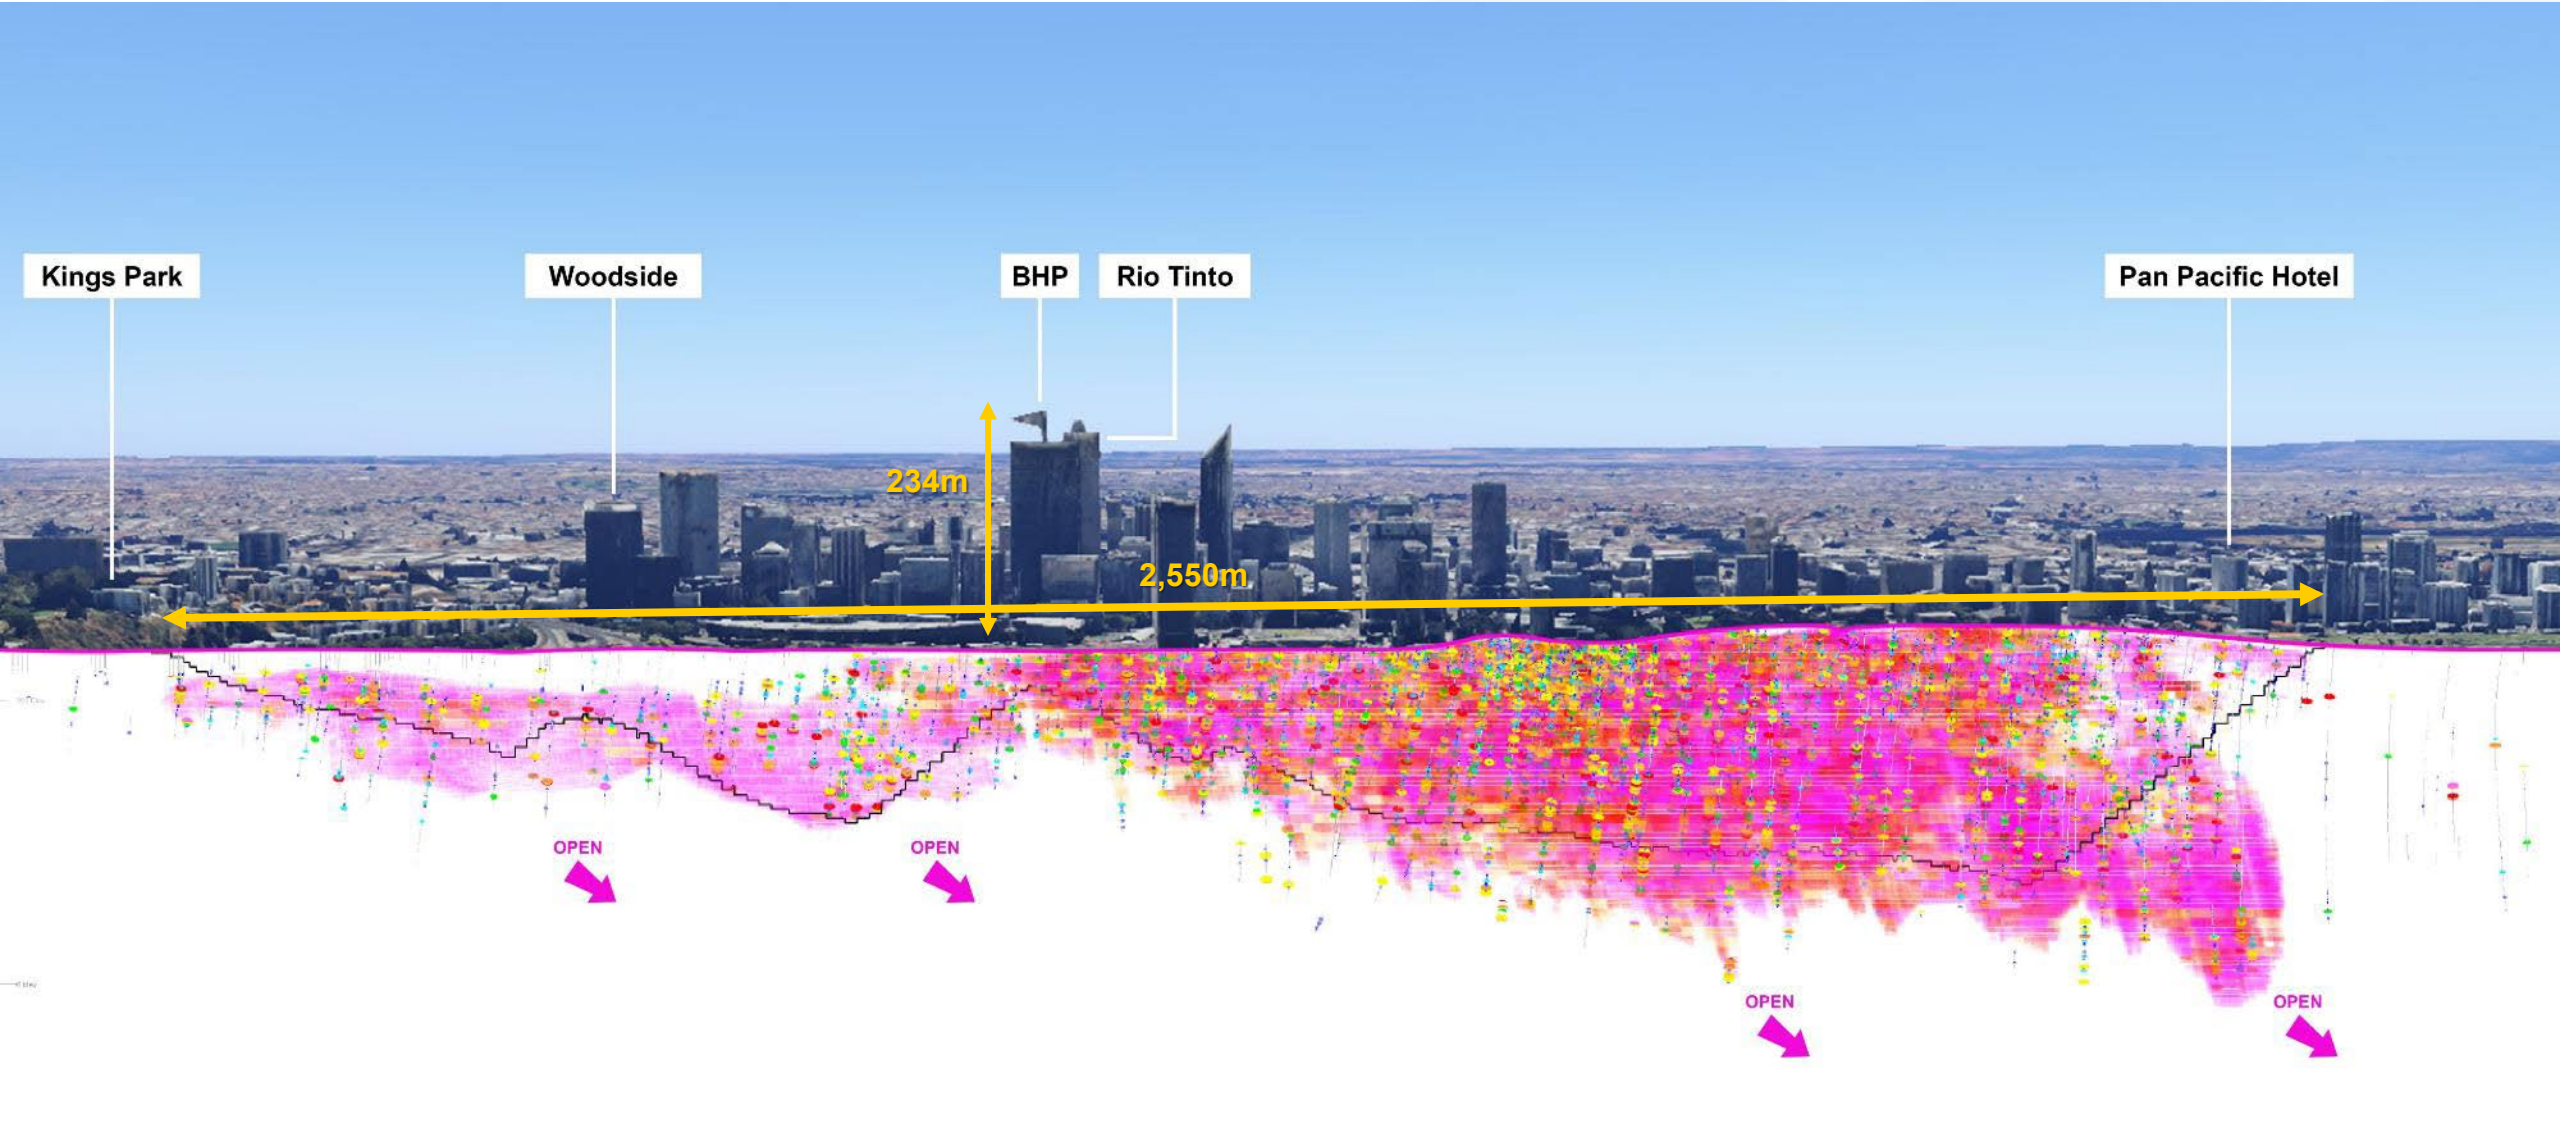 Kings Park
Woodside
BHP
Rio Tinto
Pan Pacific Hotel
234m
2,550m
OPEN
OPEN
OPEN
OPEN